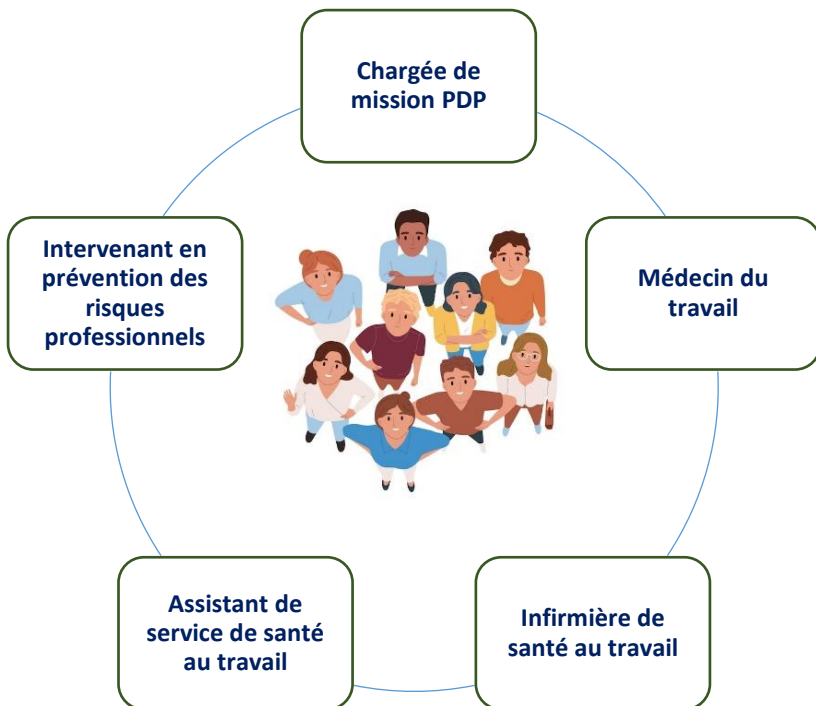 Chargée de
mission PDP
Intervenant en
prévention des
risques
professionnels
Médecin du
travail
Assistant de
service de santé
au travail
Infirmière de
santé au travail